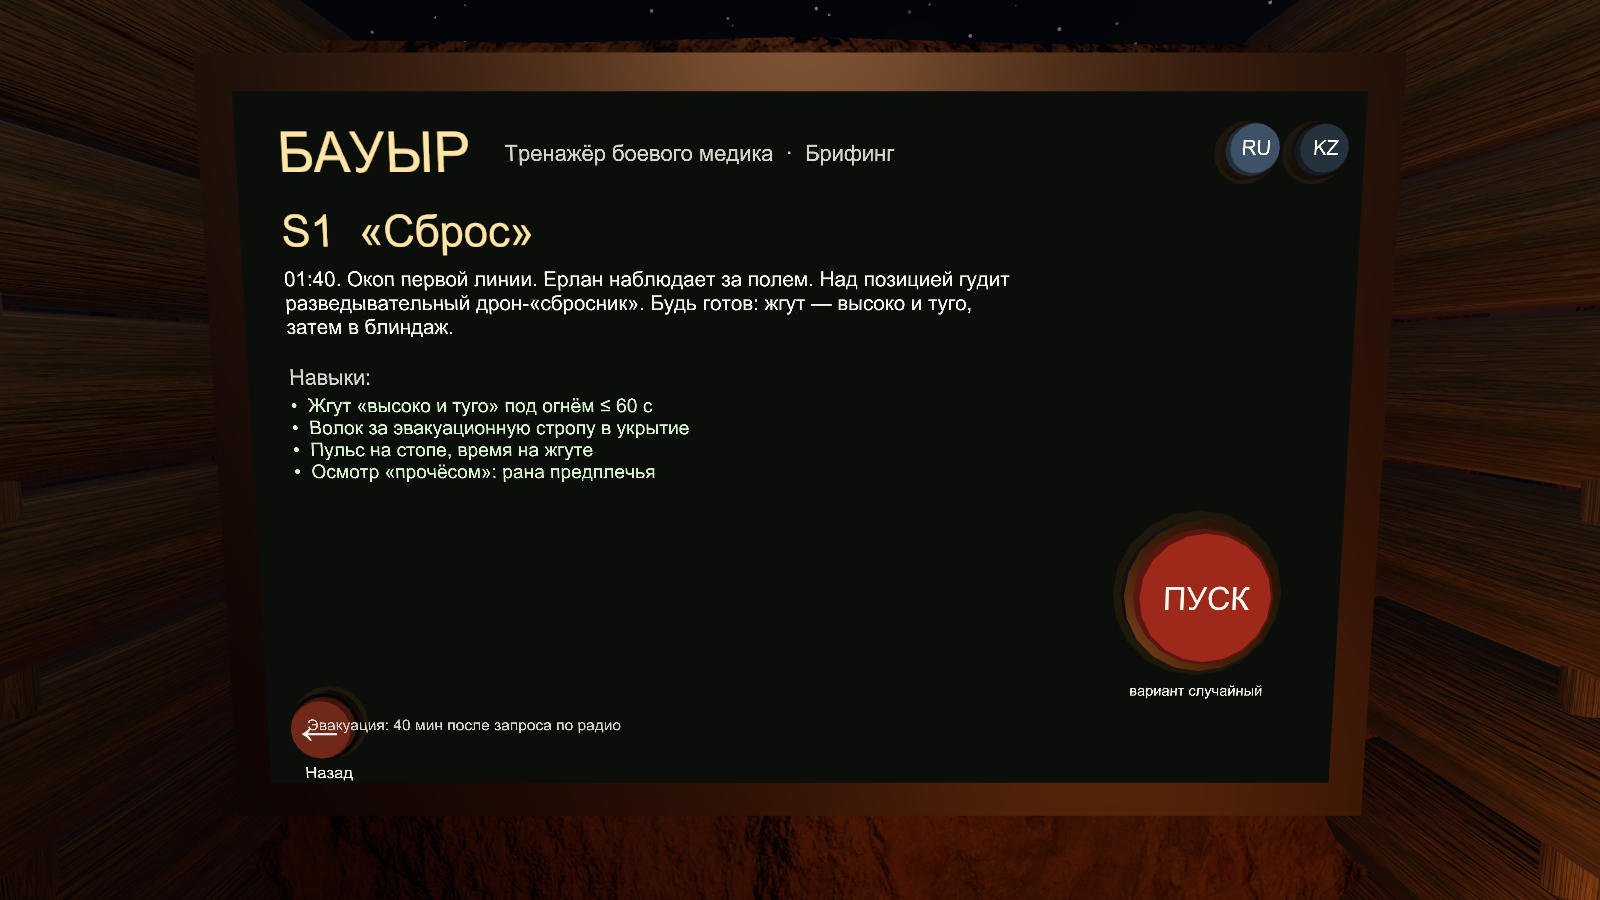 БАУЫР
Тренажёр боевого медика · Брифинг
RU
KZ
S1 «Сброс»
01:40. Окоп первой линии. Ерлан наблюдает за полем. Над позицией гудит
разведывательный дрон-«сбросник». Будь готов: жгут — высоко и туго,
затем в блиндаж.
Навыки:
• Жгут «высоко и туго» под огнём ≤ 60 с
• Волок за эвакуационную стропу в укрытие
• Пульс на стопе, время на жгуте
• Осмотр «прочёсом»: рана предплечья
ПУСК
вариант случайный
Эвакуация: 40 мин после запроса по радио
←
Назад